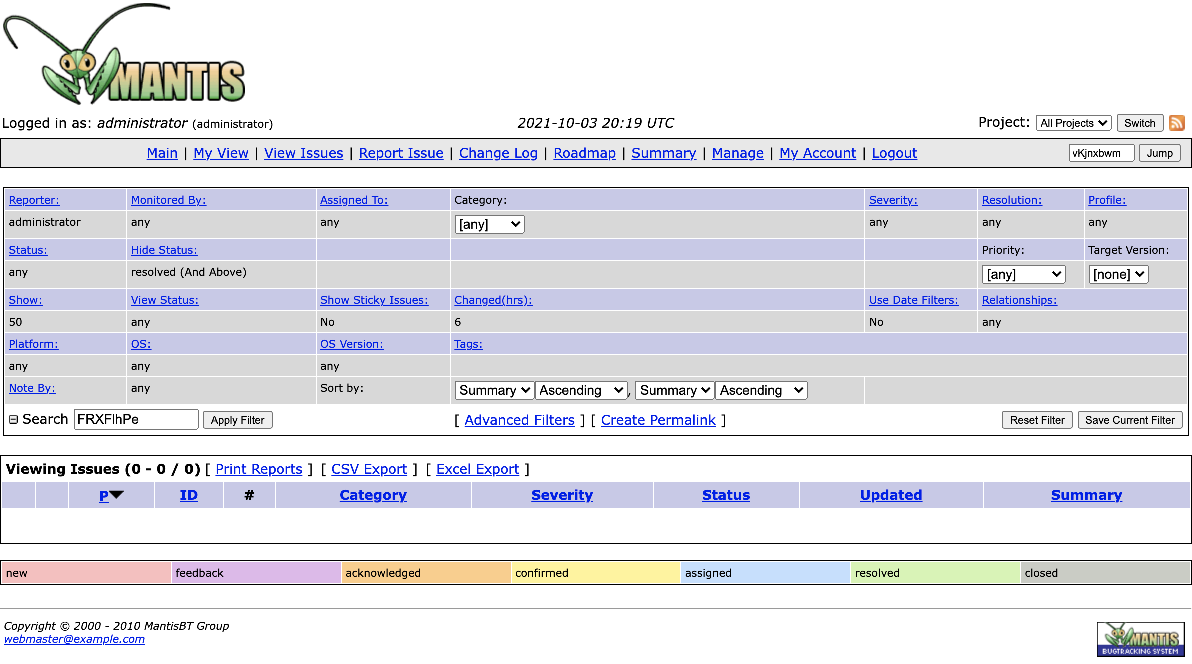 MANTIS
Logged in as: administrator (administrator) 2021-10-03 20:19 UTC Project: All Projects Switch
Main | My View | View Issues | Report Issue | Change Log | Roadmap | Summary | Manage | My Account | Logout vKjnxbwm Jump
Reporter: Monitored By: Assigned To: Category: Severity: Resolution: Profile:
administrator any any [any] any any any
Status: Hide Status: Priority: Target Version:
any resolved (And Above) [any] [none]
Show: View Status: Show Sticky Issues: Changed(hrs): Use Date Filters: Relationships:
50 any No 6 No any
Platform: OS: OS Version: Tags:
any any any
Note By: any Sort by: Summary Ascending , Summary Ascending
Search FRXFlhPe Apply Filter [ Advanced Filters ] [ Create Permalink ] Reset Filter Save Current Filter
Viewing Issues (0 - 0 / 0) [ Print Reports ] [ CSV Export ] [ Excel Export ]
P ID # Category Severity Status Updated Summary
new feedback acknowledged confirmed assigned resolved closed
Copyright © 2000 - 2010 MantisBT Group
webmaster@example.com
MANTIS
BUGTRACKING SYSTEM